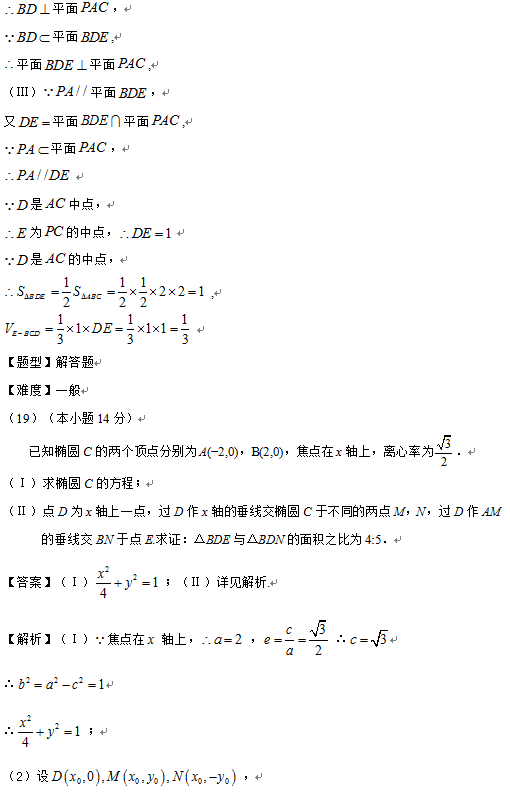 ∴BD⊥平面PAC，
∵BD⊂平面BDE,
∴平面BDE⊥平面PAC,
（III）∵PA//平面BDE，
又DE=平面BDE∩平面PAC,
∵PA⊂平面PAC，
∴PA//DE
∵D是AC中点，
∴E为PC的中点，∴DE=1
∵D是AC的中点，
∴S△BDE=1/2S△ABC=1/2×1/2×2×2=1，
VE−BCD=1/3×1×DE=1/3×1×1=1/3
【题型】解答题
【难度】一般
（19）（本小题14分）
已知椭圆C的两个顶点分别为A(−2,0)，B(2,0)，焦点在x轴上，离心率为√3/2．
（Ⅰ）求椭圆C的方程；
（Ⅱ）点D为x轴上一点，过D作x轴的垂线交椭圆C于不同的两点M，N，过D作AM
的垂线交BN于点E.求证：△BDE与△BDN的面积之比为4:5．
【答案】（Ⅰ）x²/4+y²=1；（Ⅱ）详见解析.
【解析】（Ⅰ）∵焦点在x 轴上，∴a=2，e=c/a=√3/2 ∴c=√3
∴b²=a²−c²=1
∴x²/4+y²=1；
（2）设D(x₀,0),M(x₀,y₀),N(x₀,−y₀)，